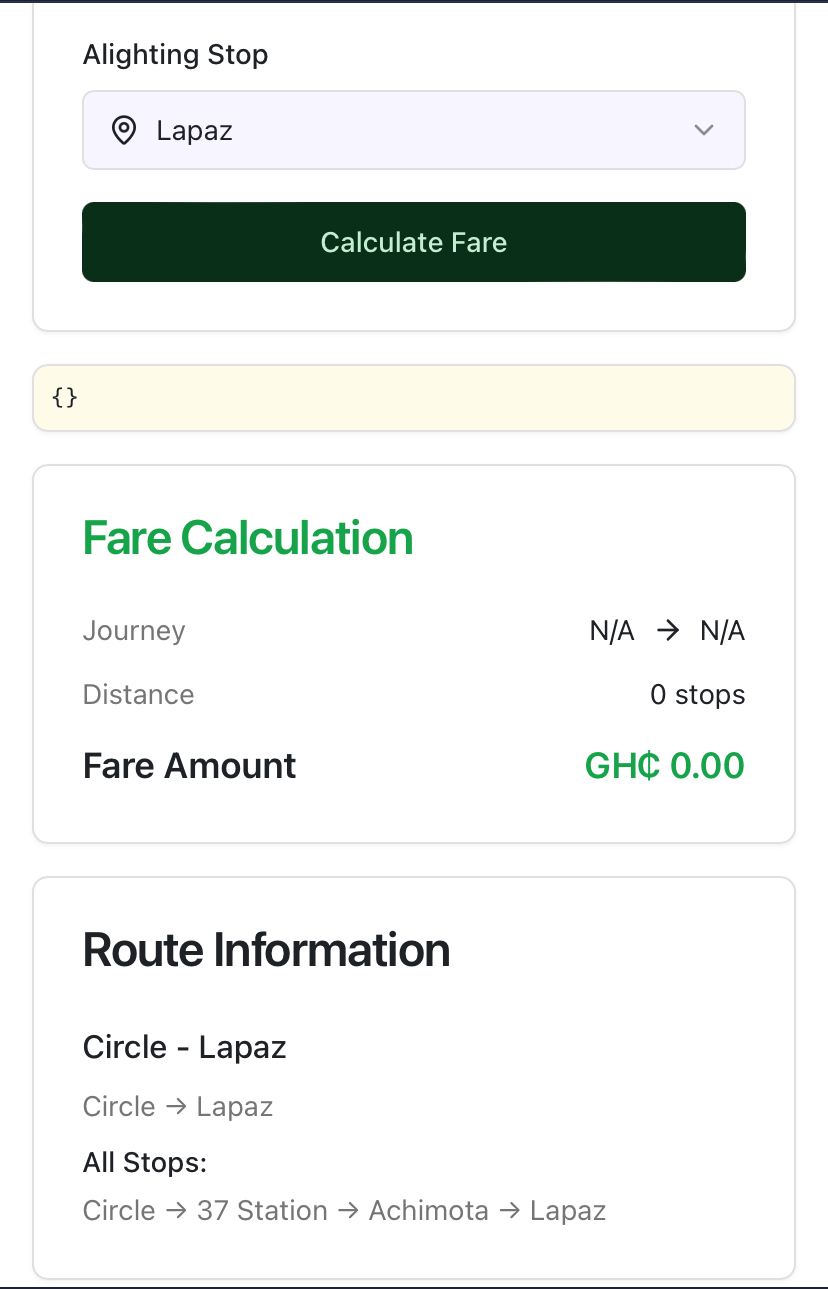 Alighting Stop
Lapaz
Calculate Fare
{}
Fare Calculation
Journey N/A → N/A
Distance 0 stops
Fare Amount GH₵ 0.00
Route Information
Circle - Lapaz
Circle → Lapaz
All Stops:
Circle → 37 Station → Achimota → Lapaz